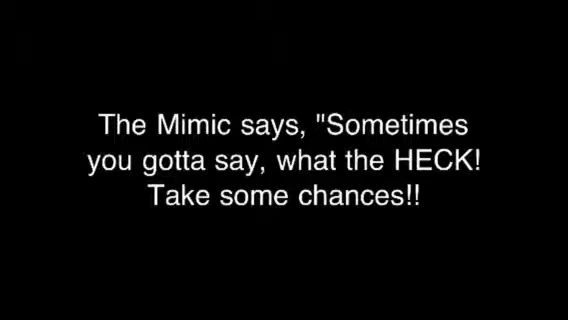 The Mimic says, "Sometimes
you gotta say, what the HECK!
Take some chances!!